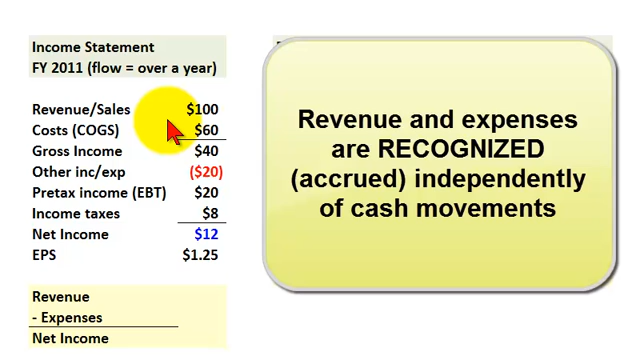 Income Statement
FY 2011 (flow = over a year)
Revenue/Sales $100
Costs (COGS) $60
Gross Income $40
Other inc/exp ($20)
Pretax income (EBT) $20
Income taxes $8
Net Income $12
EPS $1.25
Revenue
- Expenses
Net Income
Revenue and expenses
are RECOGNIZED
(accrued) independently
of cash movements